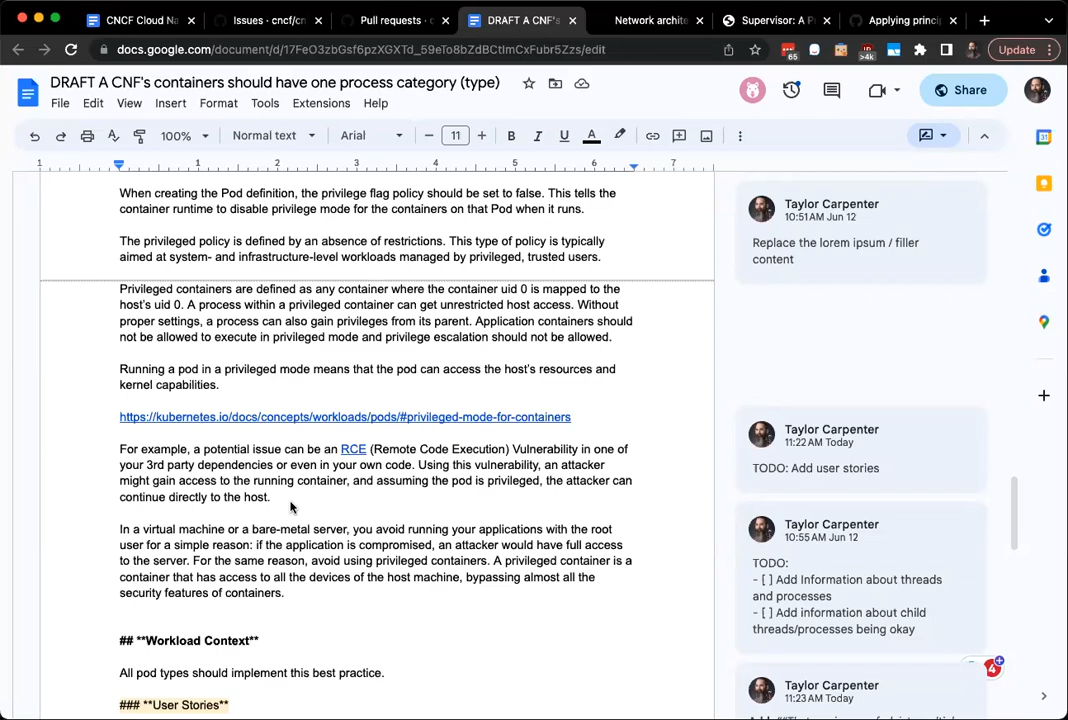 CNCF Cloud Na
Issues · cncf/cn
Pull requests · c
DRAFT A CNF's
Network archite
Supervisor: A P
Applying princip
docs.google.com/document/d/17FeO3zbGsf6pzXGXTd_59eTo8bZdBCtImCxFubr5Zzs/edit
65
>4k
Update
DRAFT A CNF's containers should have one process category (type)
Share
File Edit View Insert Format Tools Extensions Help
100% Normal text Arial 11 B I U A
1 1 2 3 4 5 6 7
When creating the Pod definition, the privilege flag policy should be set to false. This tells the
container runtime to disable privilege mode for the containers on that Pod when it runs.
The privileged policy is defined by an absence of restrictions. This type of policy is typically
aimed at system- and infrastructure-level workloads managed by privileged, trusted users.
Privileged containers are defined as any container where the container uid 0 is mapped to the
host's uid 0. A process within a privileged container can get unrestricted host access. Without
proper settings, a process can also gain privileges from its parent. Application containers should
not be allowed to execute in privileged mode and privilege escalation should not be allowed.
Running a pod in a privileged mode means that the pod can access the host's resources and
kernel capabilities.
https://kubernetes.io/docs/concepts/workloads/pods/#privileged-mode-for-containers
For example, a potential issue can be an RCE (Remote Code Execution) Vulnerability in one of
your 3rd party dependencies or even in your own code. Using this vulnerability, an attacker
might gain access to the running container, and assuming the pod is privileged, the attacker can
continue directly to the host.
In a virtual machine or a bare-metal server, you avoid running your applications with the root
user for a simple reason: if the application is compromised, an attacker would have full access
to the server. For the same reason, avoid using privileged containers. A privileged container is a
container that has access to all the devices of the host machine, bypassing almost all the
security features of containers.
## **Workload Context**
All pod types should implement this best practice.
### **User Stories**
Taylor Carpenter
10:51 AM Jun 12
Replace the lorem ipsum / filler
content
Taylor Carpenter
11:22 AM Today
TODO: Add user stories
Taylor Carpenter
10:55 AM Jun 12
TODO:
- [ ] Add Information about threads
and processes
- [ ] Add information about child
threads/processes being okay
4
Taylor Carpenter
11:23 AM Today